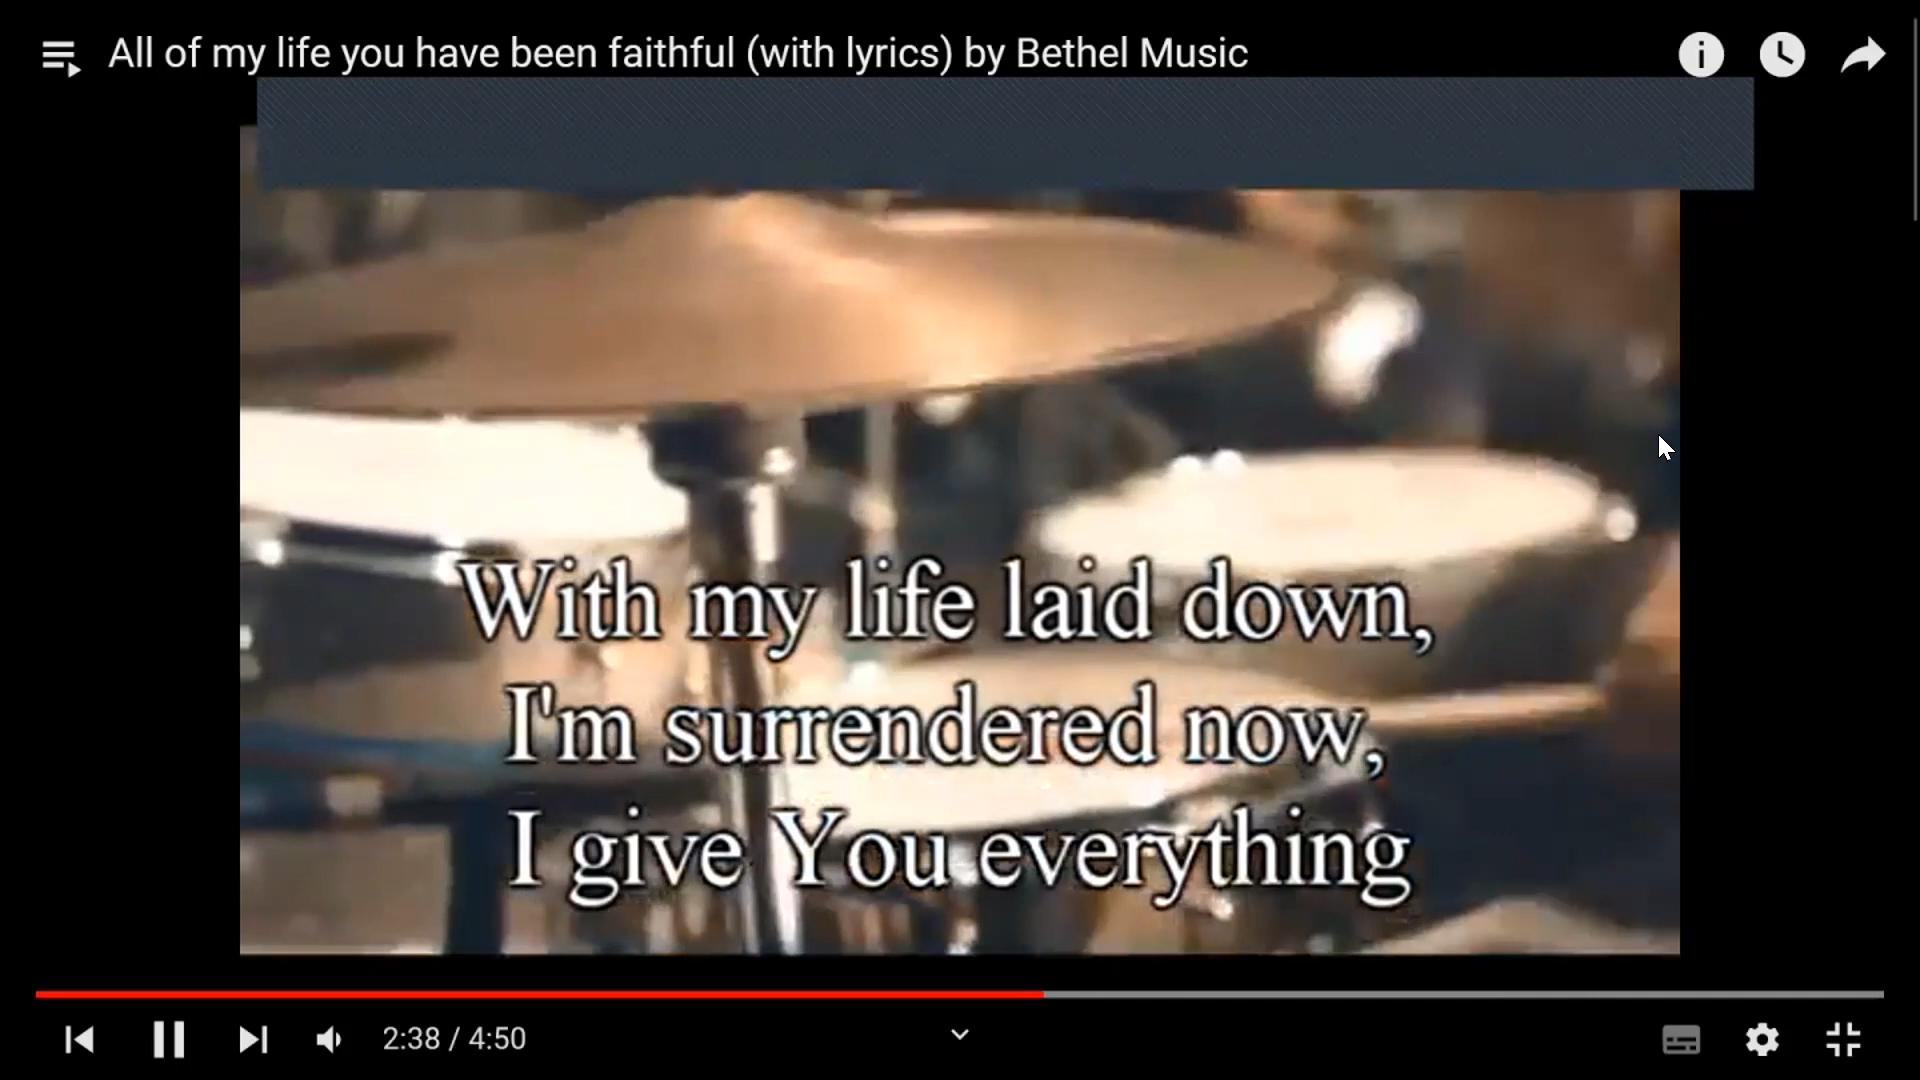 All of my life you have been faithful (with lyrics) by Bethel Music
With my life laid down,
I'm surrendered now,
I give You everything
2:38 / 4:50